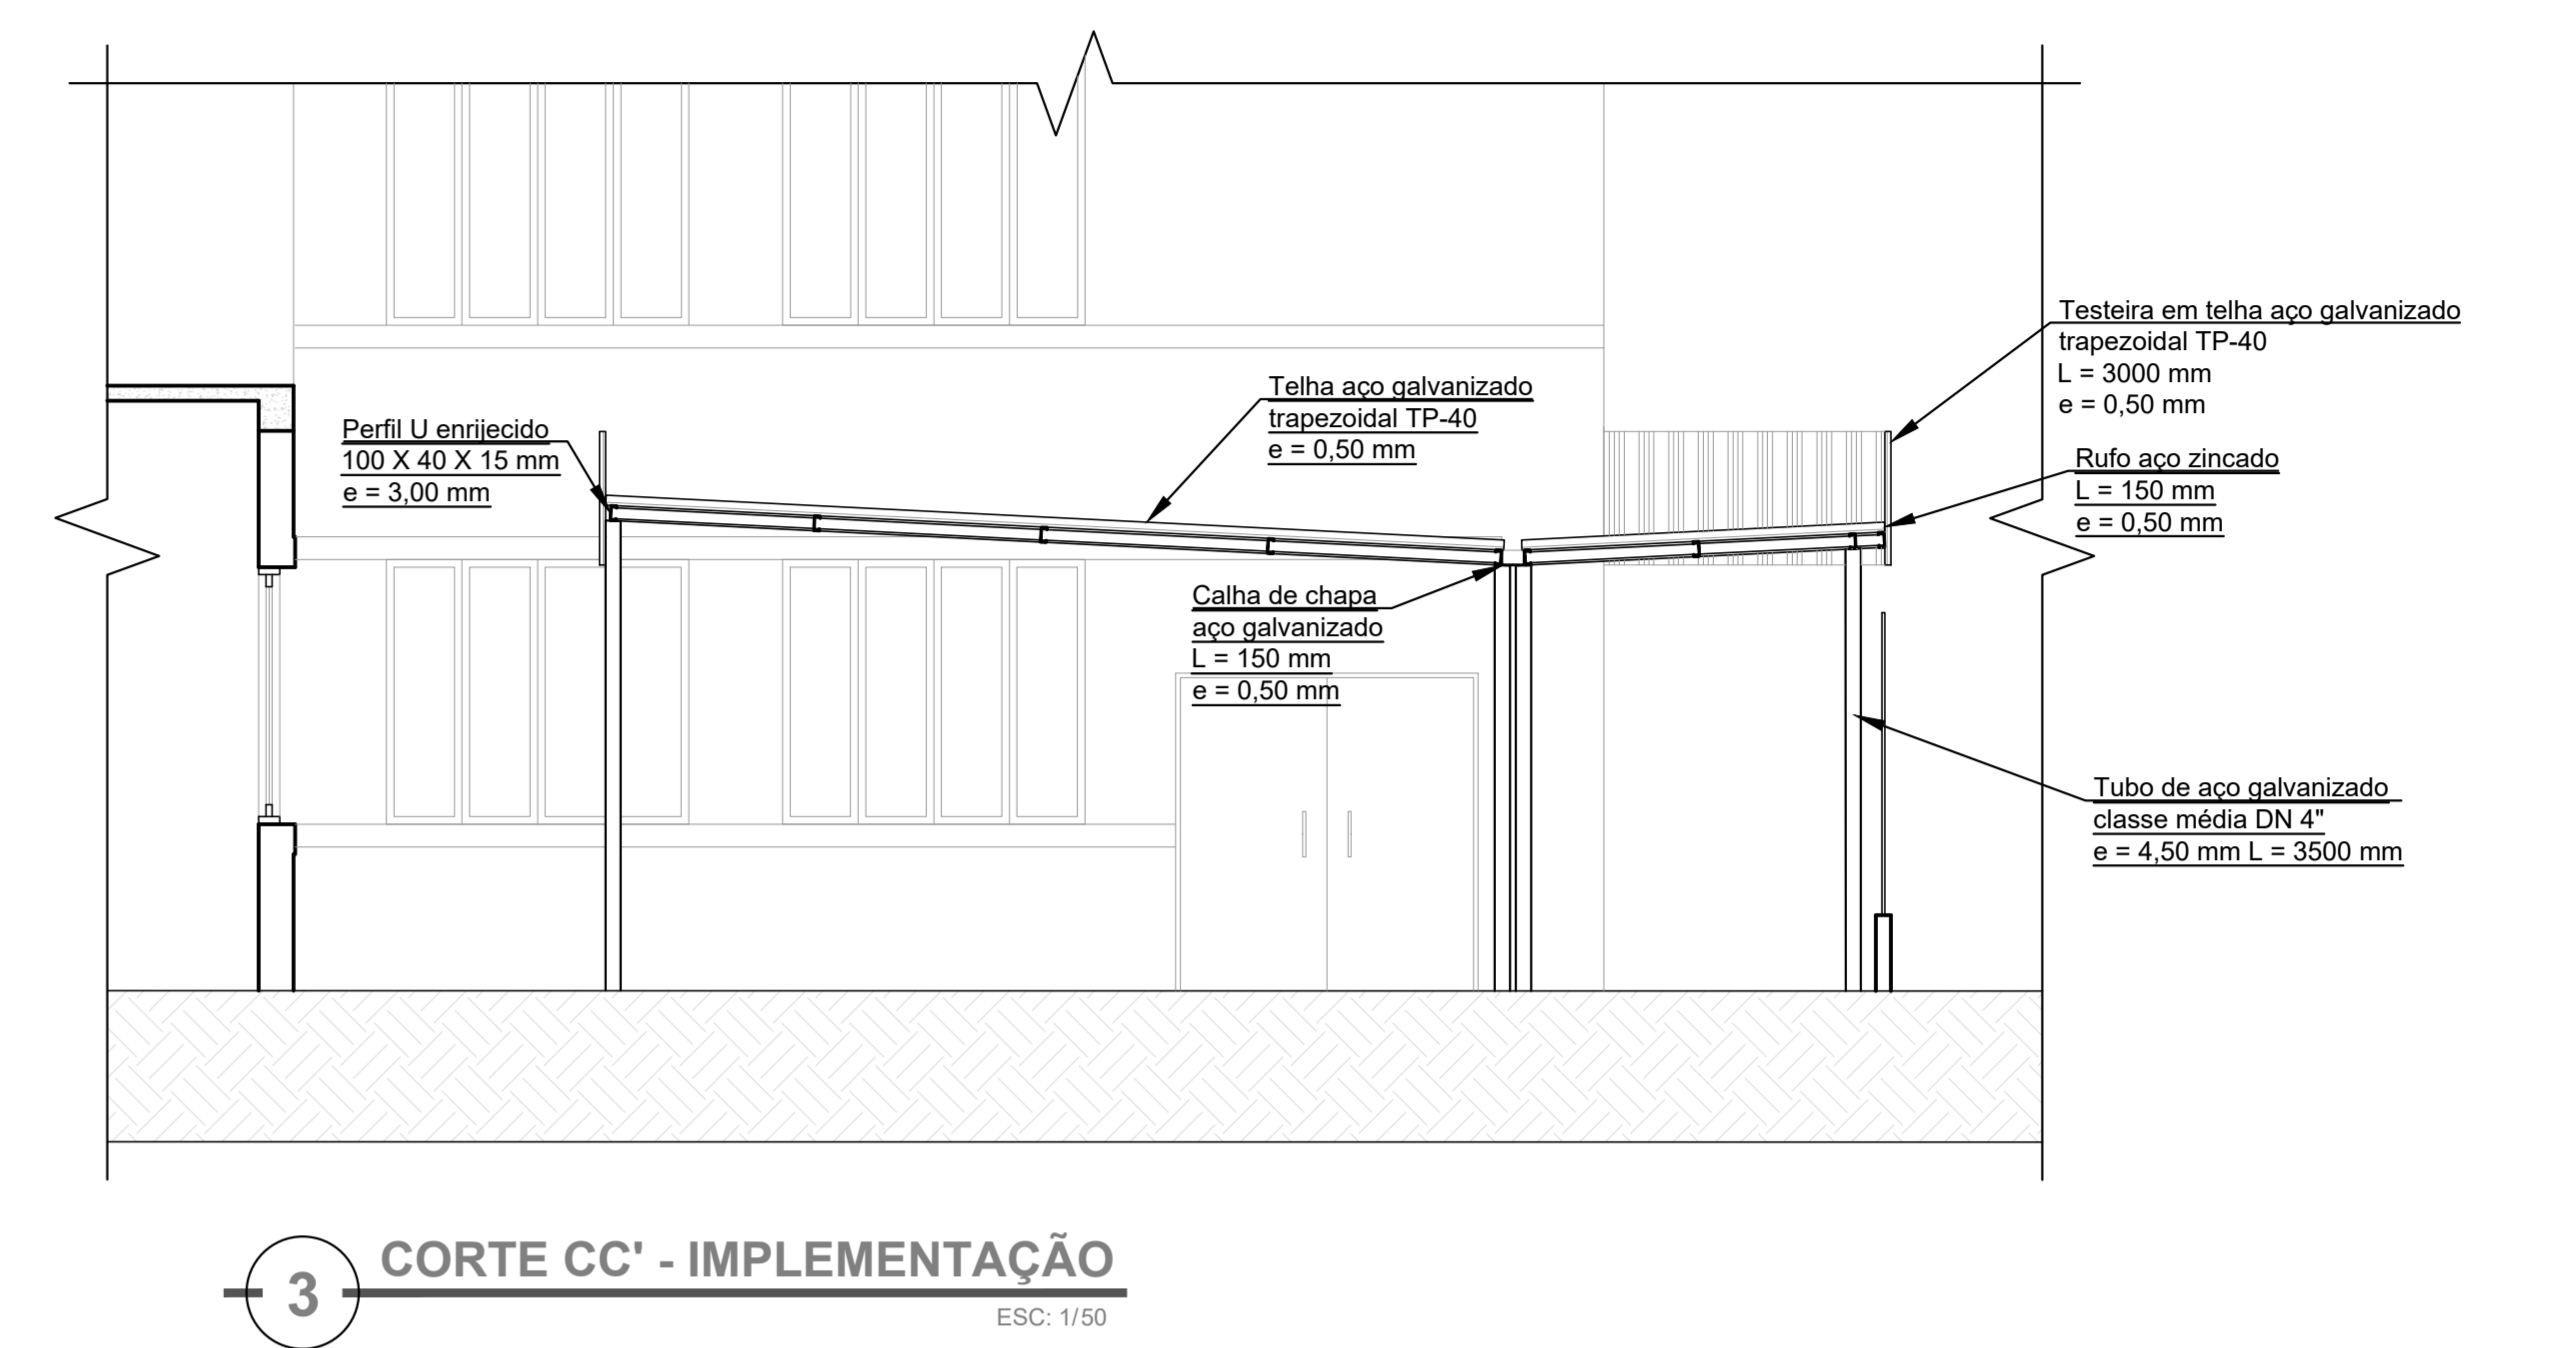 Testeira em telha aço galvanizado
trapezoidal TP-40
L = 3000 mm
e = 0,50 mm
Telha aço galvanizado
trapezoidal TP-40
e = 0,50 mm
Perfil U enrijecido
100 X 40 X 15 mm
e = 3,00 mm
Rufo aço zincado
L = 150 mm
e = 0,50 mm
Calha de chapa
aço galvanizado
L = 150 mm
e = 0,50 mm
Tubo de aço galvanizado
classe média DN 4"
e = 4,50 mm L = 3500 mm
3
CORTE CC' - IMPLEMENTAÇÃO
ESC: 1/50